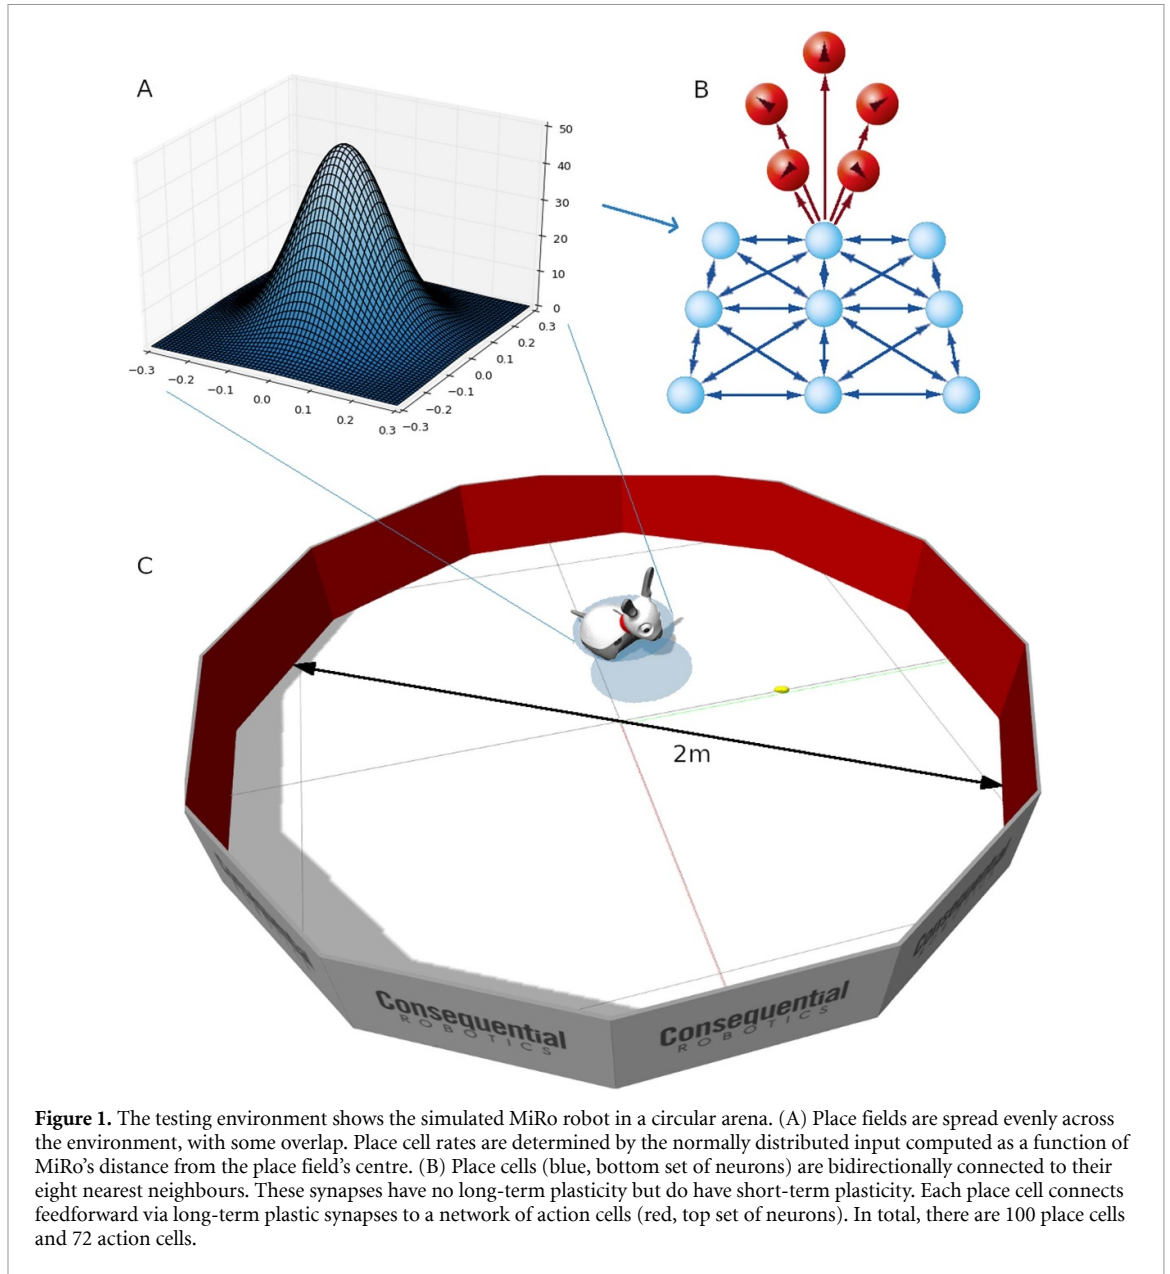 A
50
40
30
20
10
0
0.3
0.2
0.1
0.0
−0.1
−0.2
−0.3
−0.3
−0.2
−0.1
0.0
0.1
0.2
0.3
B
C
2m
Consequential
ROBOTICS
Consequential
ROBOTICS
Figure 1. The testing environment shows the simulated MiRo robot in a circular arena. (A) Place fields are spread evenly across
the environment, with some overlap. Place cell rates are determined by the normally distributed input computed as a function of
MiRo's distance from the place field's centre. (B) Place cells (blue, bottom set of neurons) are bidirectionally connected to their
eight nearest neighbours. These synapses have no long-term plasticity but do have short-term plasticity. Each place cell connects
feedforward via long-term plastic synapses to a network of action cells (red, top set of neurons). In total, there are 100 place cells
and 72 action cells.